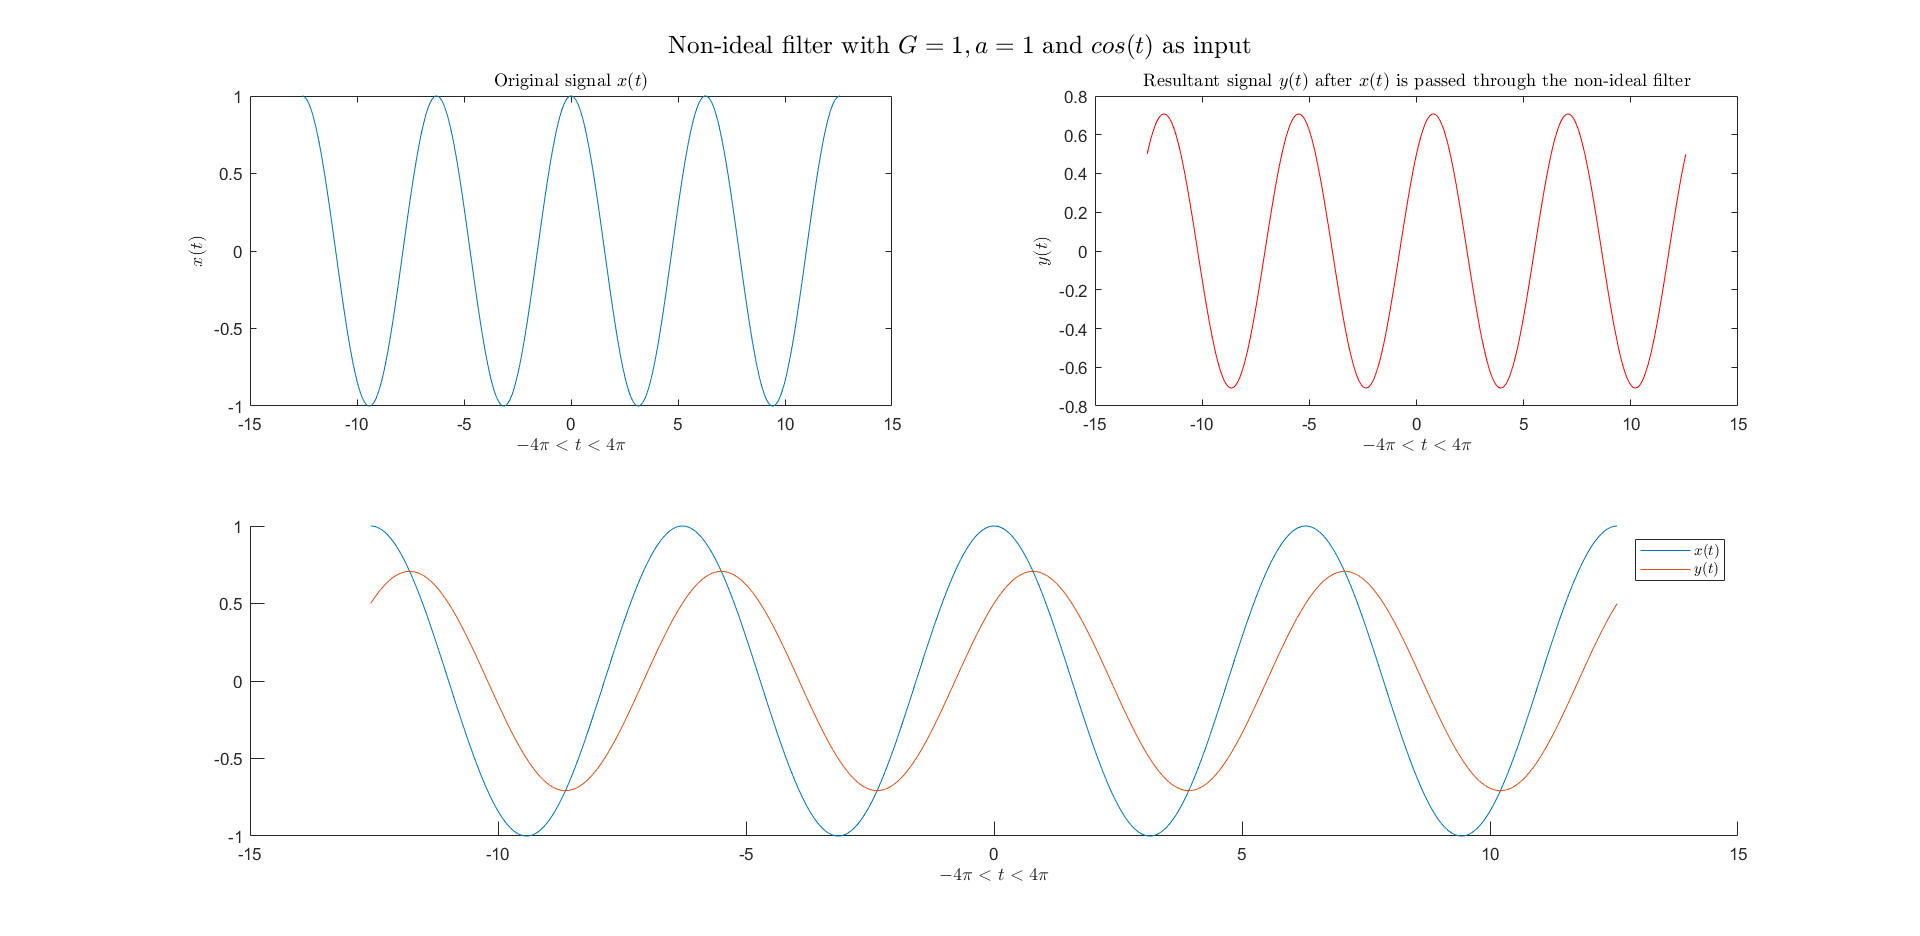 Non-ideal filter with G = 1, a = 1 and cos(t) as input
Original signal x(t)
1
0.5
0
-0.5
-1
x(t)
-15 -10 -5 0 5 10 15
−4π < t < 4π
Resultant signal y(t) after x(t) is passed through the non-ideal filter
0.8
0.6
0.4
0.2
0
-0.2
-0.4
-0.6
-0.8
y(t)
-15 -10 -5 0 5 10 15
−4π < t < 4π
1
0.5
0
-0.5
-1
-15 -10 -5 0 5 10 15
−4π < t < 4π
x(t)
y(t)